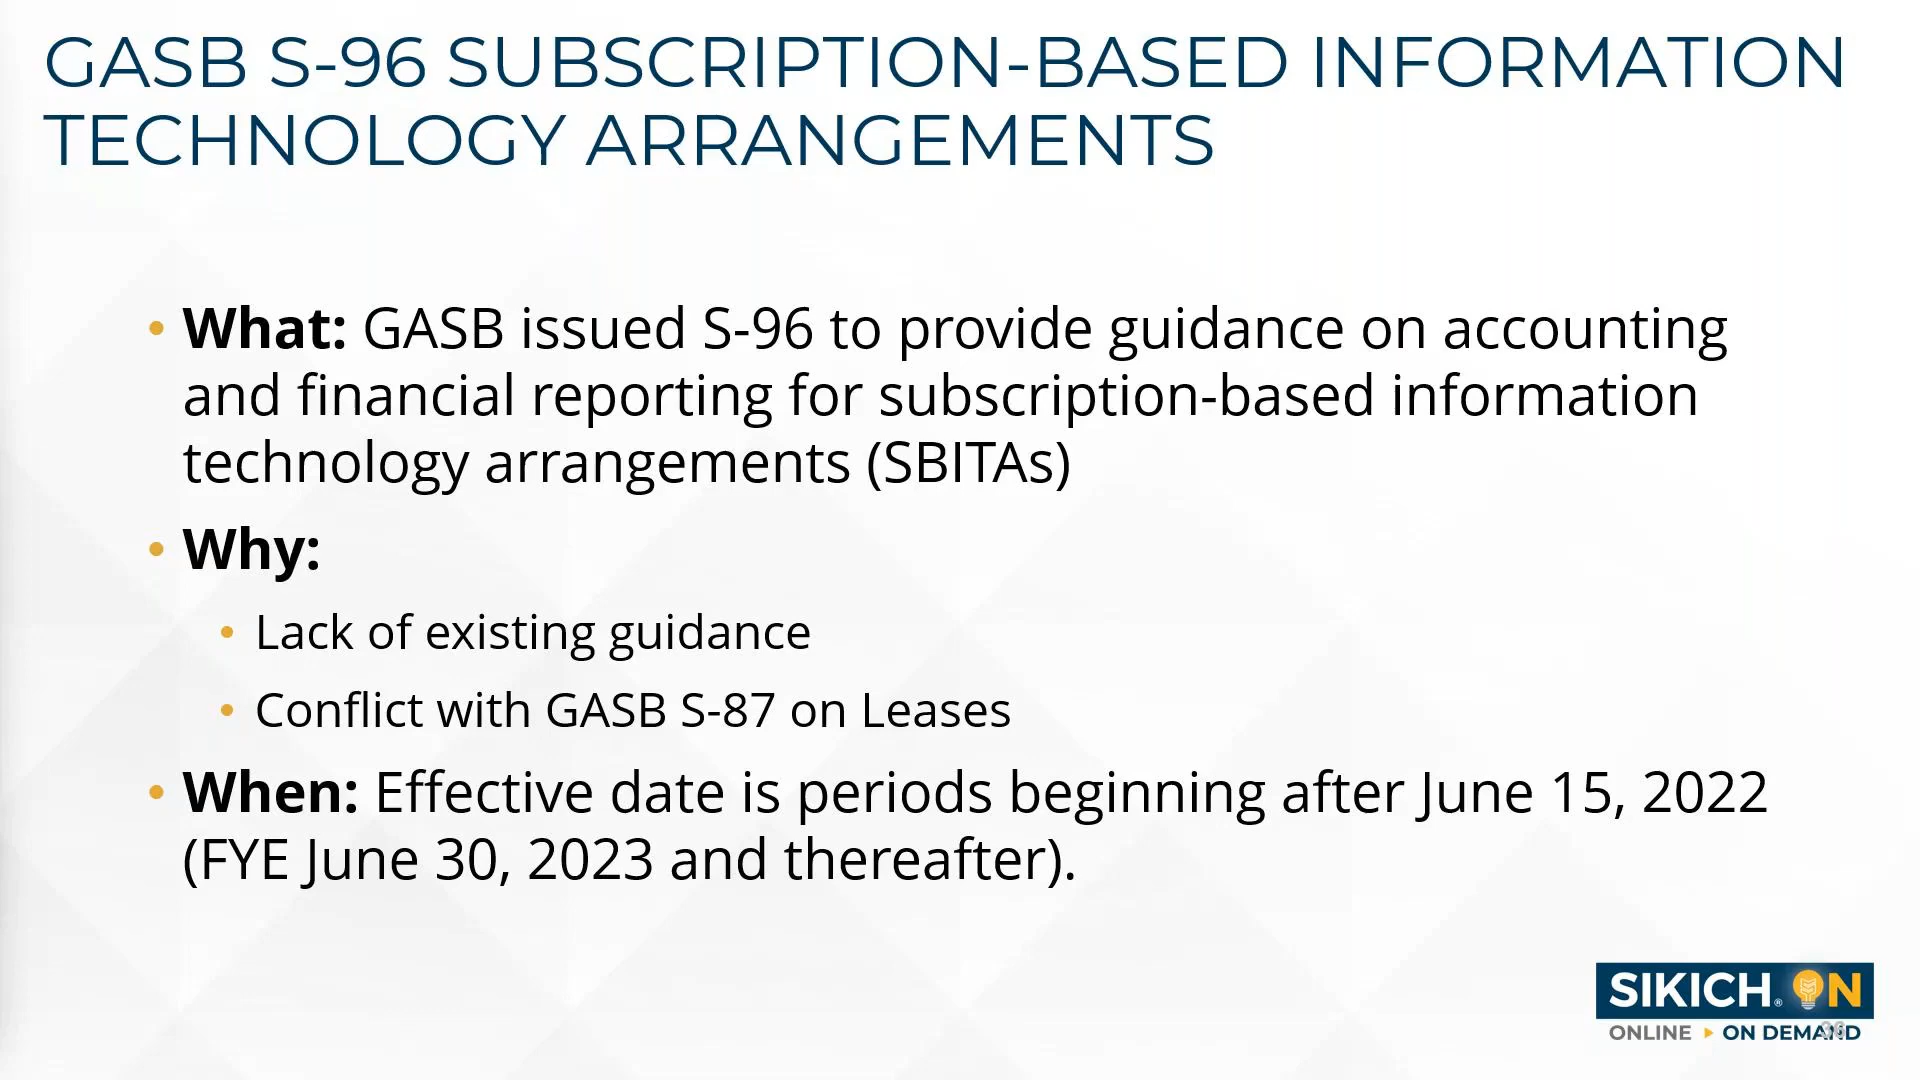 GASB S-96 SUBSCRIPTION-BASED INFORMATION
TECHNOLOGY ARRANGEMENTS
• What: GASB issued S-96 to provide guidance on accounting
and financial reporting for subscription-based information
technology arrangements (SBITAs)
• Why:
• Lack of existing guidance
• Conflict with GASB S-87 on Leases
• When: Effective date is periods beginning after June 15, 2022
(FYE June 30, 2023 and thereafter).
SIKICH® ON
ONLINE ▸ ON DEMAND